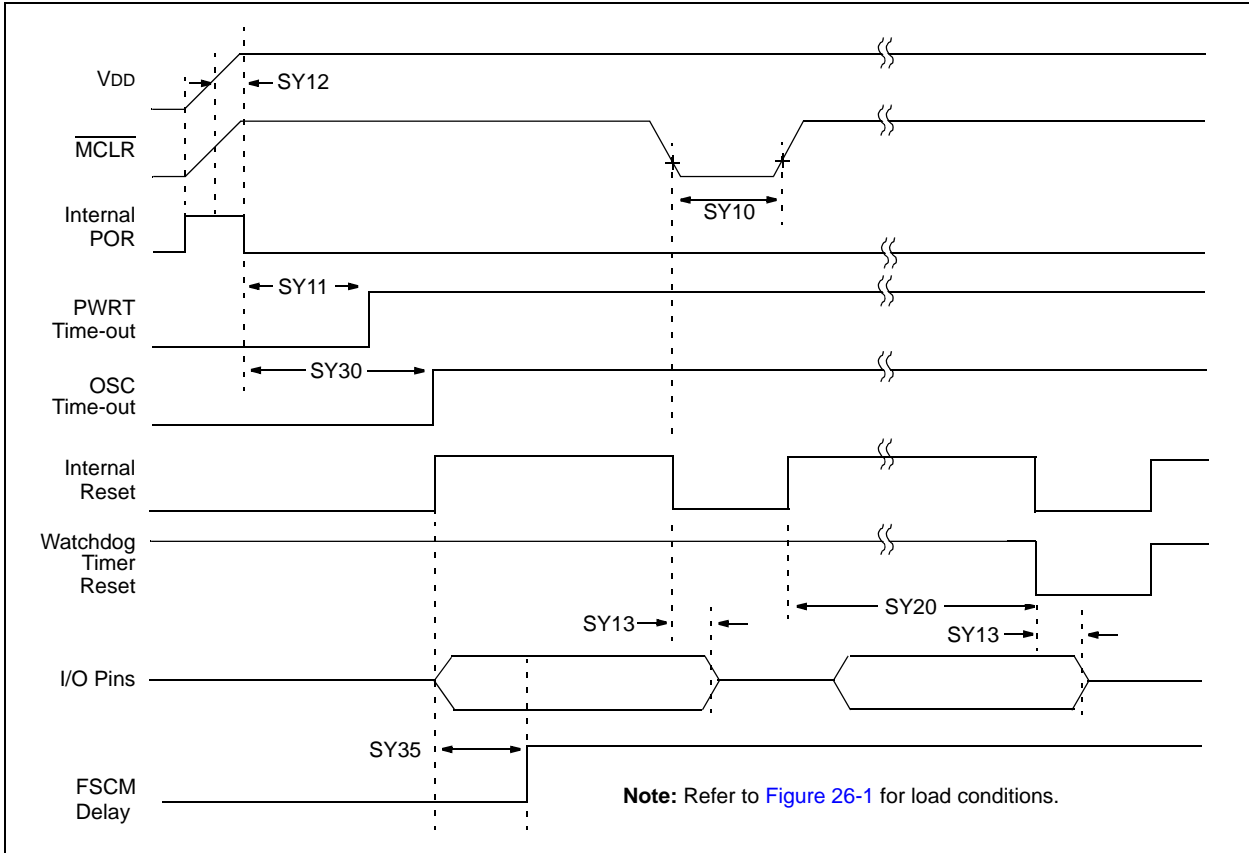 VDD
SY12
MCLR
SY10
Internal
POR
SY11
PWRT
Time-out
SY30
OSC
Time-out
Internal
Reset
Watchdog
Timer
Reset
SY20
SY13
SY13
I/O Pins
SY35
FSCM
Delay
Note: Refer to Figure 26-1 for load conditions.